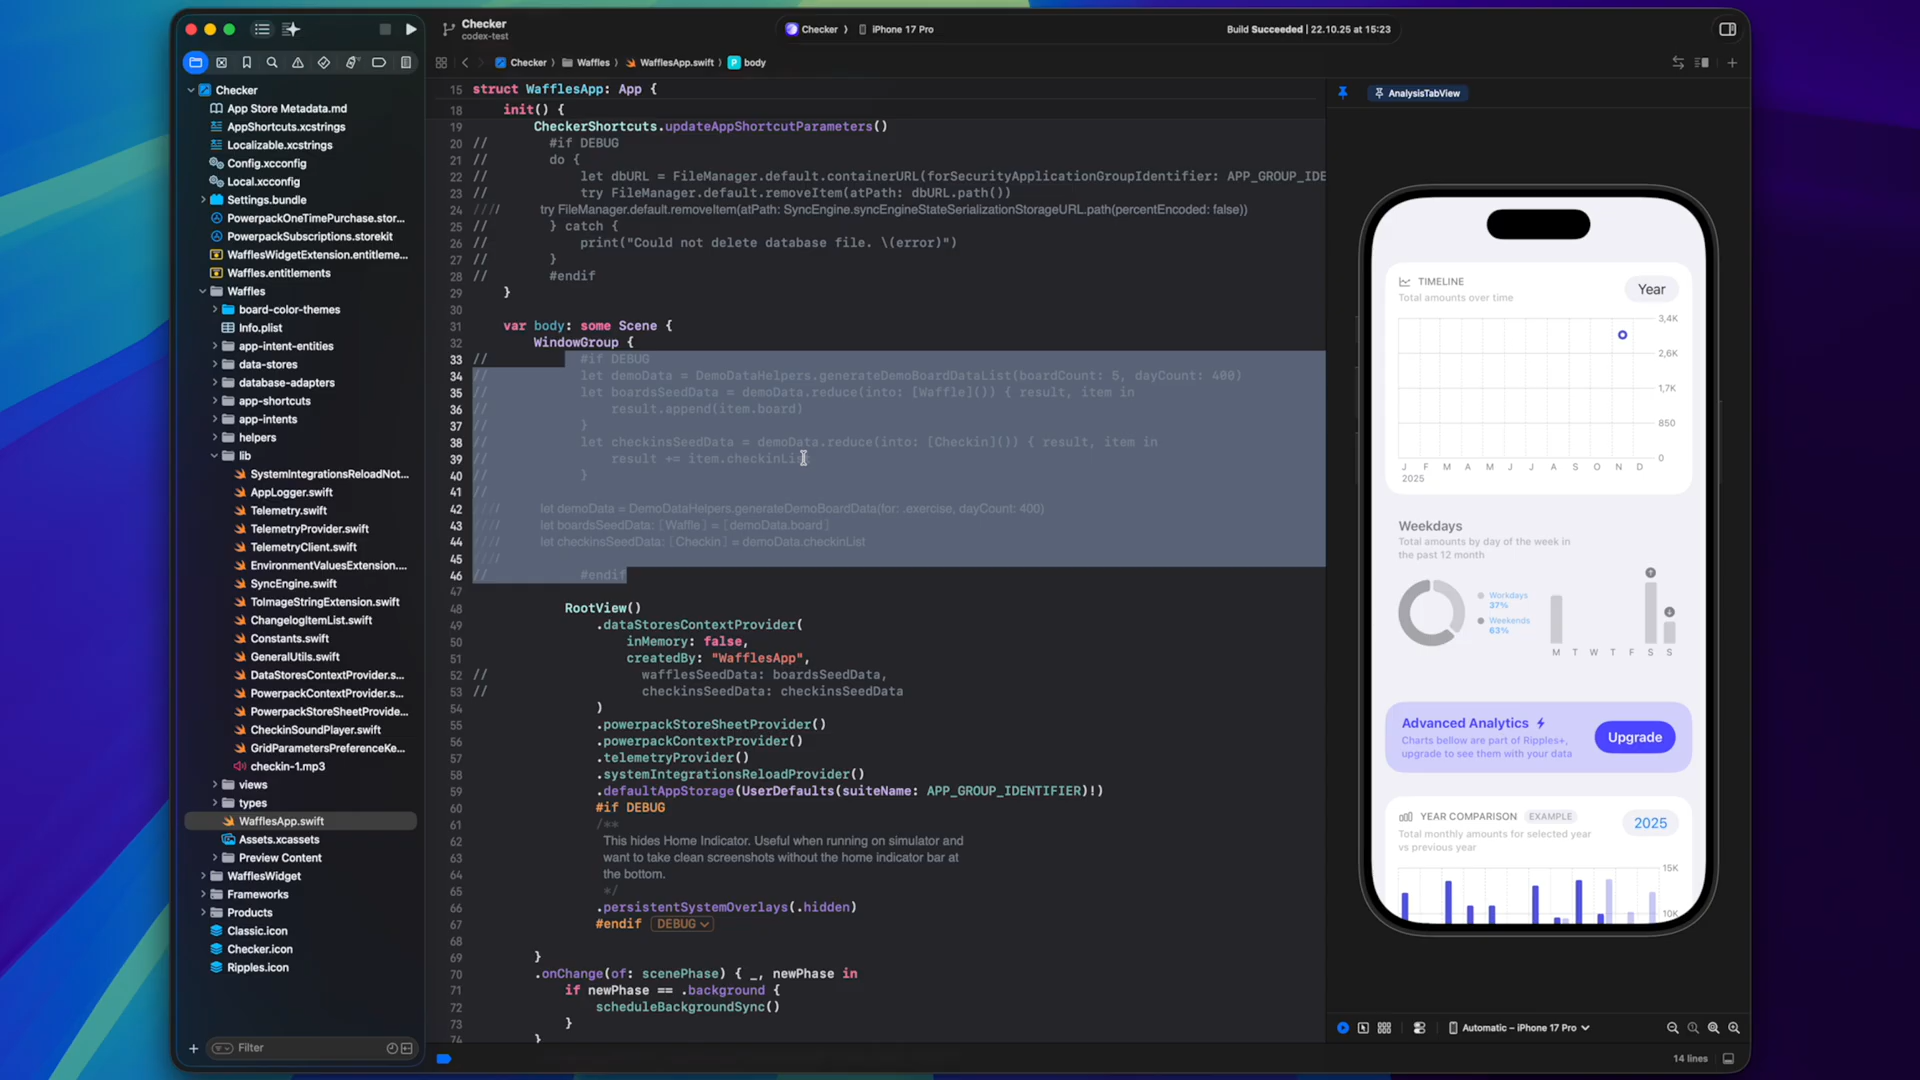 Checker
codex-test
Checker
iPhone 17 Pro
Build Succeeded | 22.10.25 at 15:23
Checker
App Store Metadata.md
AppShortcuts.xcstrings
Localizable.xcstrings
Config.xcconfig
Local.xcconfig
Settings.bundle
PowerpackOneTimePurchase.stor...
PowerpackSubscriptions.storekit
WafflesWidgetExtension.entitleme...
Waffles.entitlements
Waffles
board-color-themes
Info.plist
app-intent-entities
data-stores
database-adapters
app-shortcuts
app-intents
helpers
lib
SystemIntegrationsReloadNot...
AppLogger.swift
Telemetry.swift
TelemetryProvider.swift
TelemetryClient.swift
EnvironmentValuesExtension....
SyncEngine.swift
ToImageStringExtension.swift
ChangelogItemList.swift
Constants.swift
GeneralUtils.swift
DataStoresContextProvider.s...
PowerpackContextProvider.s...
PowerpackStoreSheetProvide...
CheckinSoundPlayer.swift
GridParametersPreferenceKe...
checkin-1.mp3
views
types
WafflesApp.swift
Assets.xcassets
Preview Content
WafflesWidget
Frameworks
Products
Classic.icon
Checker.icon
Ripples.icon
Filter
Checker
Waffles
WafflesApp.swift
P body
15 struct WafflesApp: App {
18 init() {
19 CheckerShortcuts.updateAppShortcutParameters()
20 // #if DEBUG
21 // do {
22 // let dbURL = FileManager.default.containerURL(forSecurityApplicationGroupIdentifier: APP_GROUP_IDE
23 // try FileManager.default.removeItem(atPath: dbURL.path())
24 //// try FileManager.default.removeItem(atPath: SyncEngine.syncEngineStateSerializationStorageURL.path(percentEncoded: false))
25 // } catch {
26 // print("Could not delete database file. \(error)")
27 // }
28 // #endif
29 }
30
31 var body: some Scene {
32 WindowGroup {
33 // #if DEBUG
34 // let demoData = DemoDataHelpers.generateDemoBoardDataList(boardCount: 5, dayCount: 400)
35 // let boardsSeedData = demoData.reduce(into: [Waffle]()) { result, item in
36 // result.append(item.board)
37 // }
38 // let checkinsSeedData = demoData.reduce(into: [Checkin]()) { result, item in
39 // result += item.checkinList
40 // }
41 //
42 //// let demoData = DemoDataHelpers.generateDemoBoardData(for: .exercise, dayCount: 400)
43 //// let boardsSeedData: [Waffle] = [demoData.board]
44 //// let checkinsSeedData: [Checkin] = demoData.checkinList
45 ////
46 // #endif
47
48 RootView()
49 .dataStoresContextProvider(
50 inMemory: false,
51 createdBy: "WafflesApp",
52 // wafflesSeedData: boardsSeedData,
53 // checkinsSeedData: checkinsSeedData
54 )
55 .powerpackStoreSheetProvider()
56 .powerpackContextProvider()
57 .telemetryProvider()
58 .systemIntegrationsReloadProvider()
59 .defaultAppStorage(UserDefaults(suiteName: APP_GROUP_IDENTIFIER)!)
60 #if DEBUG
61 /**
62 This hides Home Indicator. Useful when running on simulator and
63 want to take clean screenshots without the home indicator bar at
64 the bottom.
65 */
66 .persistentSystemOverlays(.hidden)
67 #endif DEBUG
68
69 }
70 .onChange(of: scenePhase) { _, newPhase in
71 if newPhase == .background {
72 scheduleBackgroundSync()
73 }
74 }
AnalysisTabView
TIMELINE
Total amounts over time
Year
3,4K
2,6K
1,7K
850
0
J F M A M J J A S O N D
2025
Weekdays
Total amounts by day of the week in
the past 12 month
Workdays
37%
Weekends
63%
M T W T F S S
Advanced Analytics
Charts bellow are part of Ripples+,
upgrade to see them with your data
Upgrade
YEAR COMPARISON EXAMPLE
Total monthly amounts for selected year
vs previous year
2025
15K
10K
Automatic – iPhone 17 Pro
14 lines